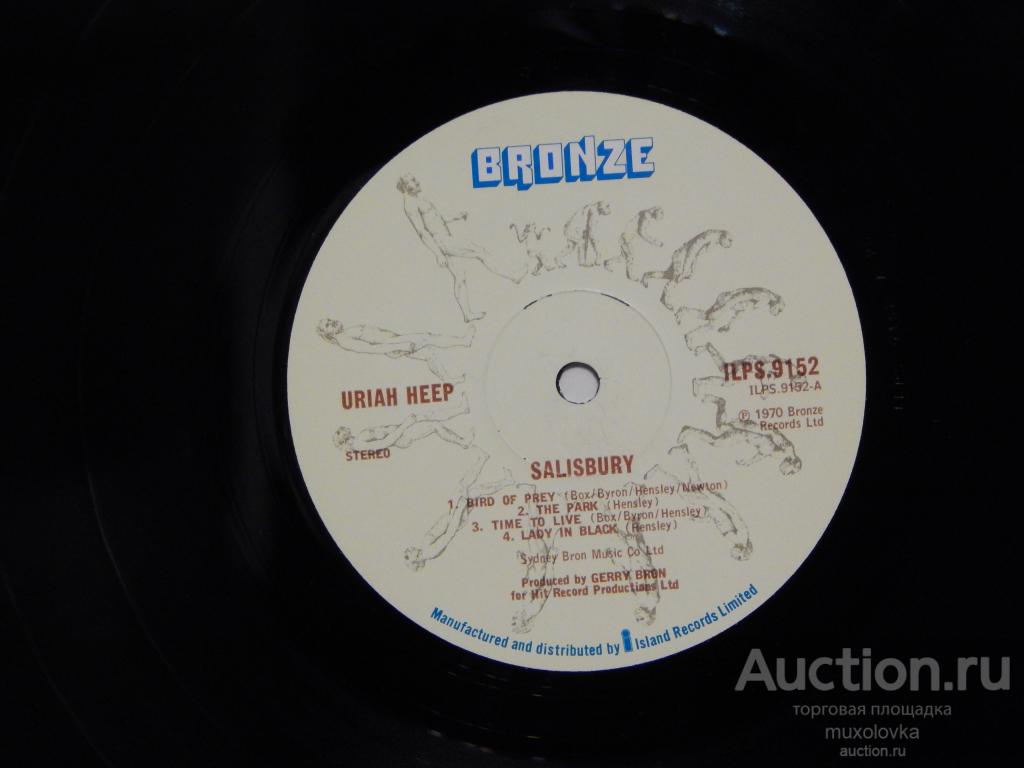 BRONZE
ILPS.9152
ILPS.9152-A
URIAH HEEP
℗ 1970 Bronze
Records Ltd
STEREO
SALISBURY
1. BIRD OF PREY (Box/Byron/Hensley/Newton)
2. THE PARK (Hensley)
3. TIME TO LIVE (Box/Byron/Hensley)
4. LADY IN BLACK (Hensley)
Sydney Bron Music Co Ltd
Produced by GERRY BRON
for Hit Record Productions Ltd
Manufactured and distributed by i Island Records Limited
Auction.ru
торговая площадка
muxolovka
auction.ru